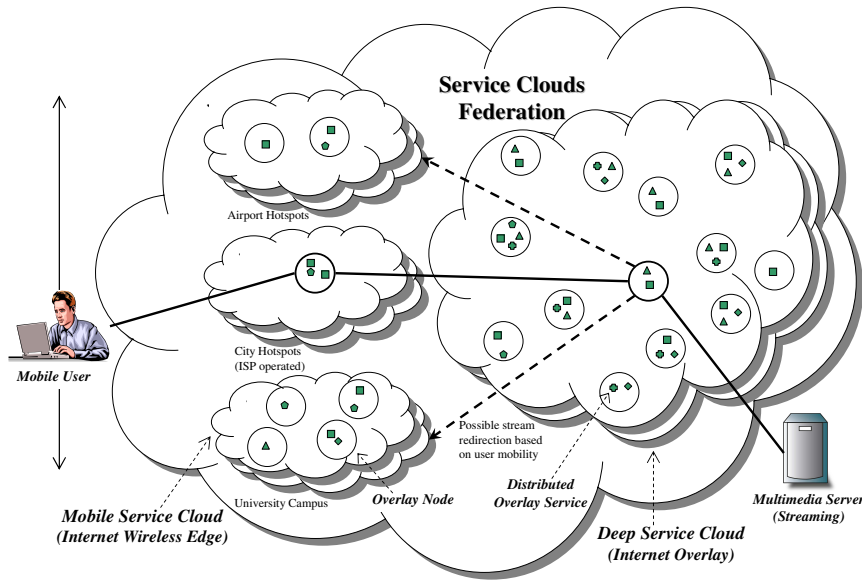 Service Clouds
Federation
Airport Hotspots
City Hotspots
(ISP operated)
Mobile User
Possible stream
redirection based
on user mobility
University Campus
Overlay Node
Distributed
Overlay Service
Multimedia Server
(Streaming)
Mobile Service Cloud
(Internet Wireless Edge)
Deep Service Cloud
(Internet Overlay)